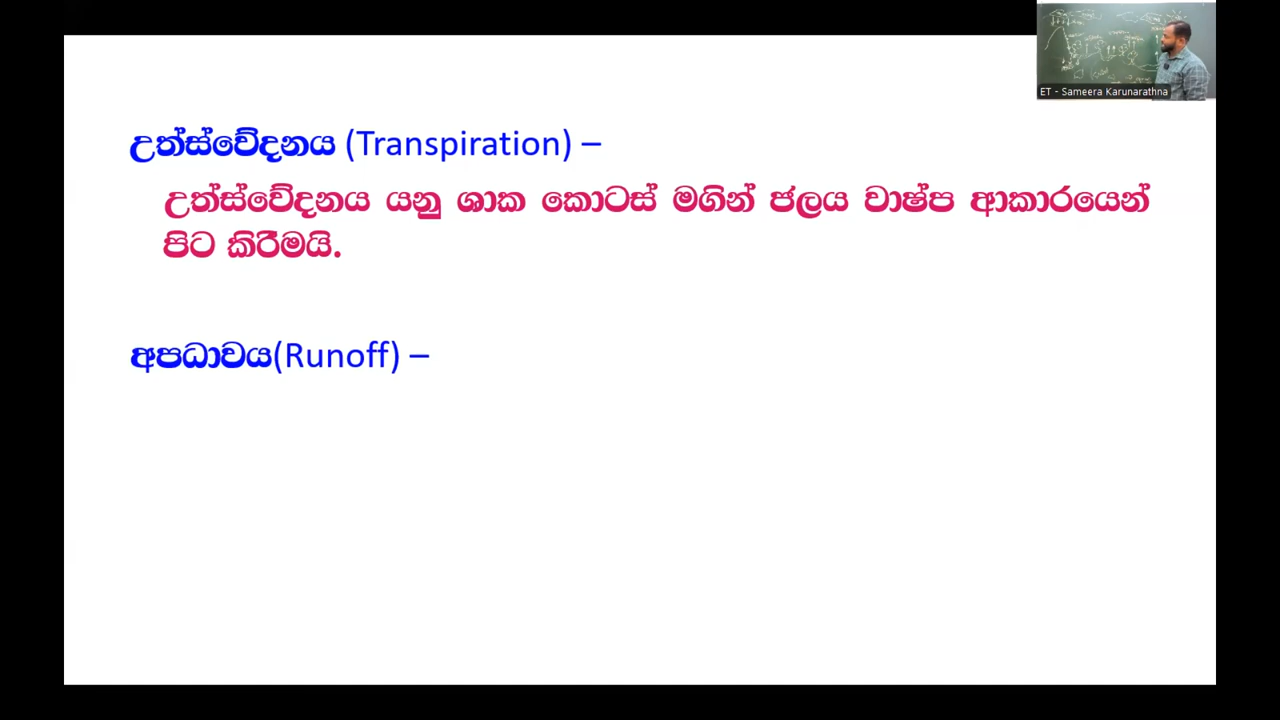 ET - Sameera Karunarathna
උත්ස්වේදනය (Transpiration) –
උත්ස්වේදනය යනු ශාක කොටස් මගින් ජලය වාෂ්ප ආකාරයෙන්
පිට කිරීමයි.
අපධාවය(Runoff) –